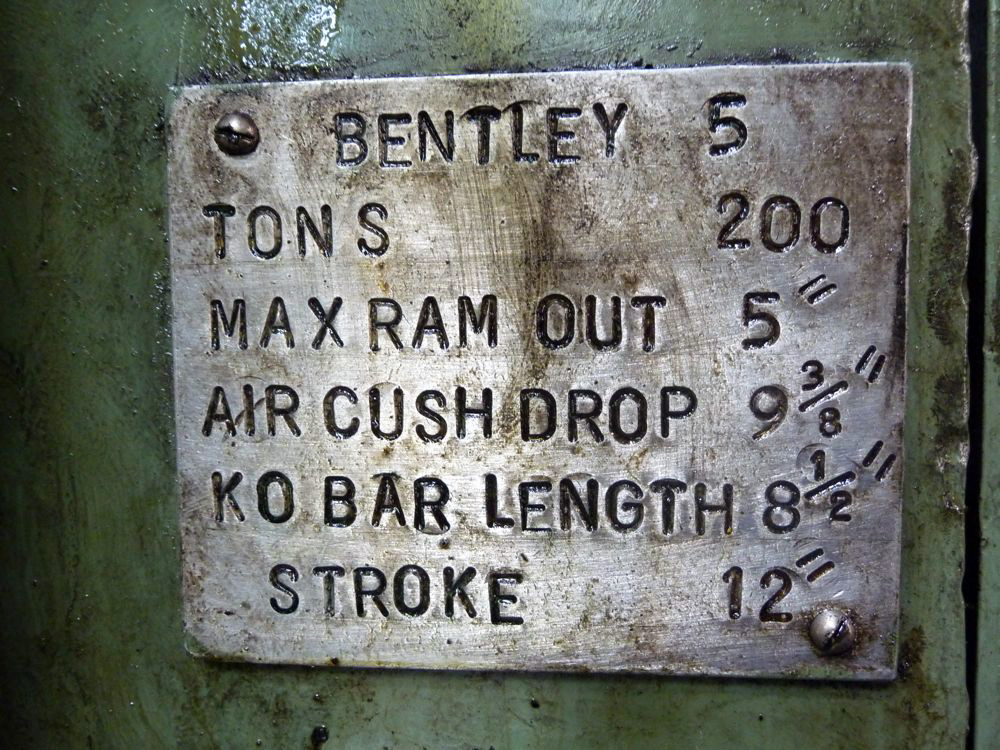 BENTLEY 5
TONS 200
MAX RAM OUT 5"
AIR CUSH DROP 9 3/8"
KO BAR LENGTH 8 1/2"
STROKE 12"